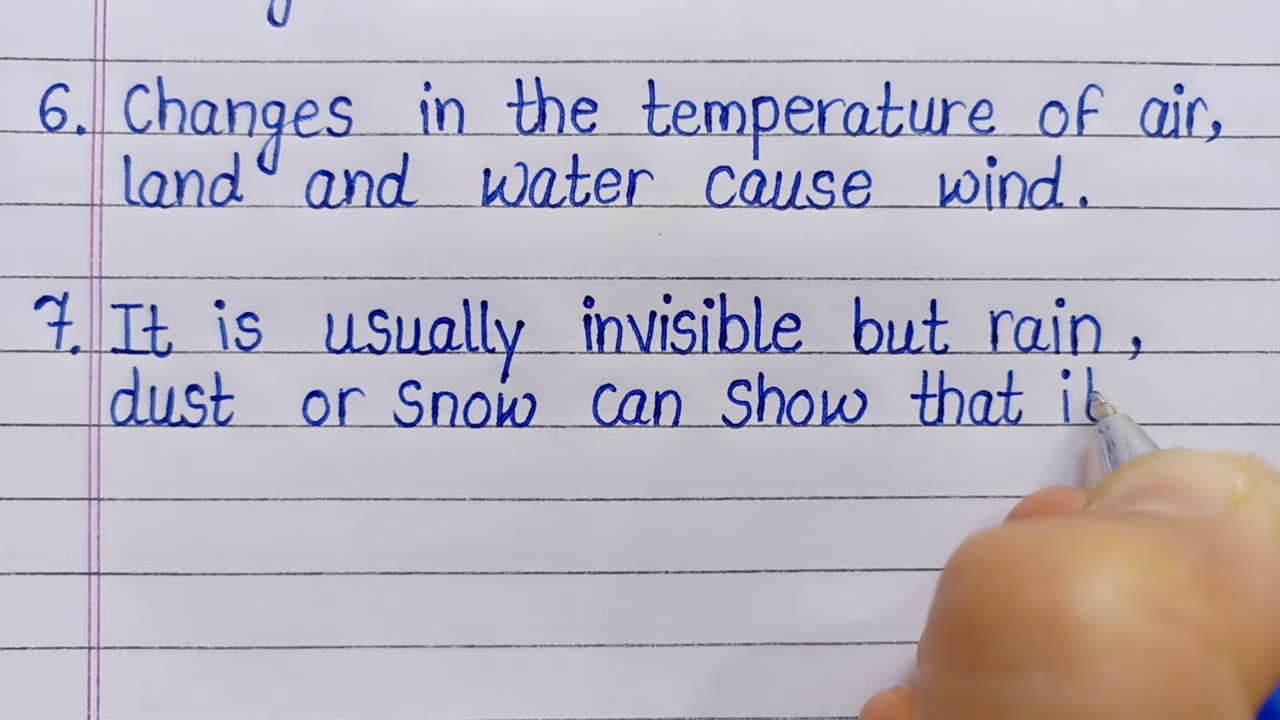 6. Changes in the temperature of air,
land and water cause wind.
7. It is usually invisible but rain,
dust or snow can show that it